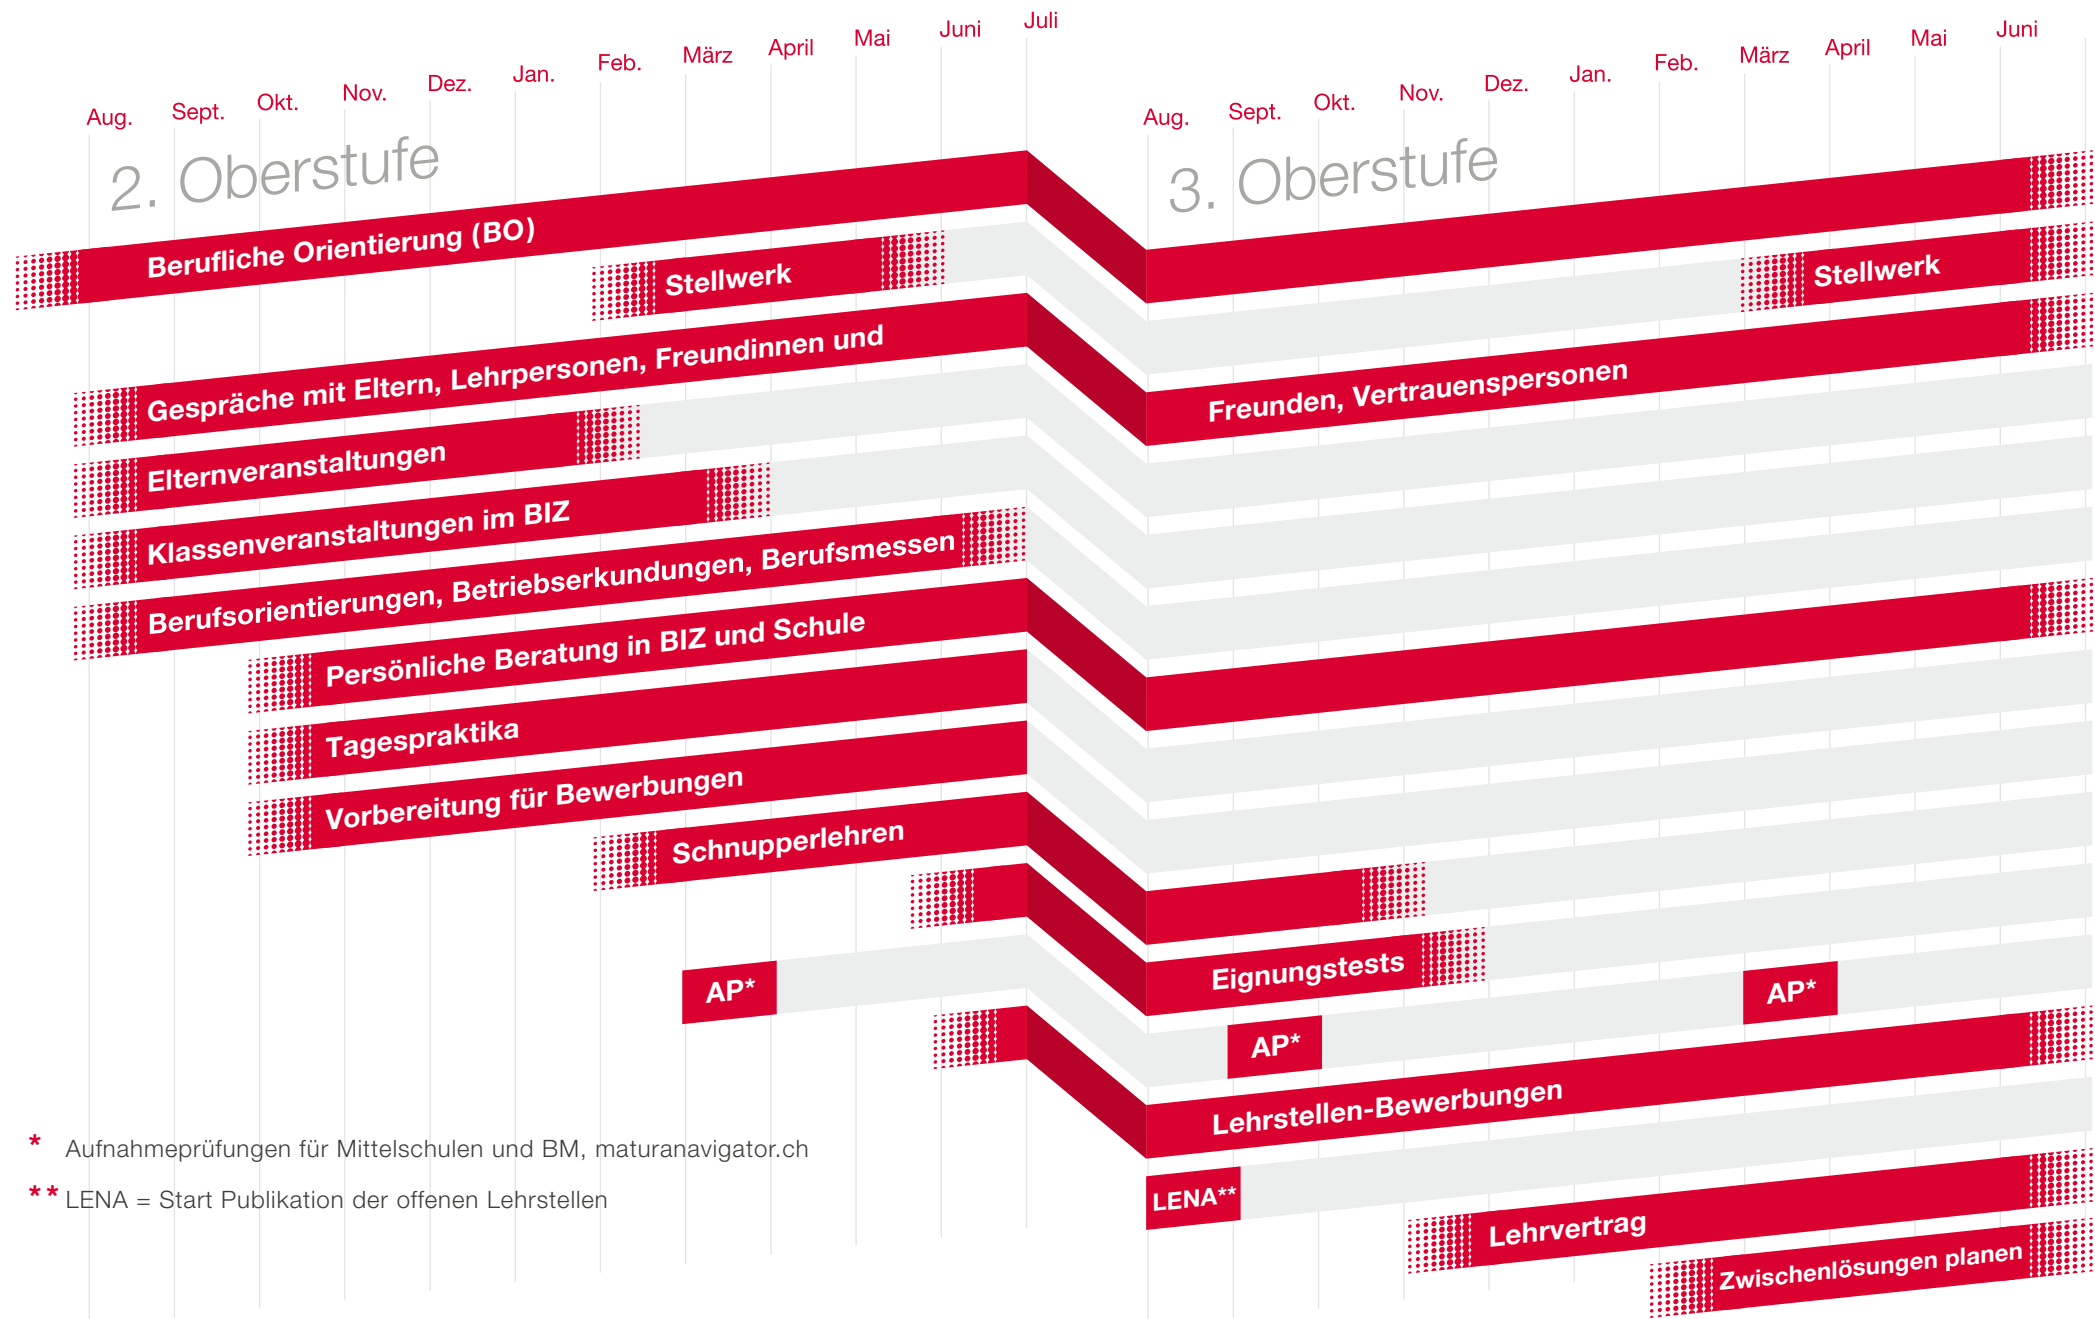 Aug. Sept. Okt. Nov. Dez. Jan. Feb. März April Mai Juni Juli
Aug. Sept. Okt. Nov. Dez. Jan. Feb. März April Mai Juni
2. Oberstufe
3. Oberstufe
Berufliche Orientierung (BO)
Stellwerk
Stellwerk
Gespräche mit Eltern, Lehrpersonen, Freundinnen und
Freunden, Vertrauenspersonen
Elternveranstaltungen
Klassenveranstaltungen im BIZ
Berufsorientierungen, Betriebserkundungen, Berufsmessen
Persönliche Beratung in BIZ und Schule
Tagespraktika
Vorbereitung für Bewerbungen
Schnupperlehren
Eignungstests
AP*
AP*
AP*
Lehrstellen-Bewerbungen
LENA**
Lehrvertrag
Zwischenlösungen planen
* Aufnahmeprüfungen für Mittelschulen und BM, maturanavigator.ch
** LENA = Start Publikation der offenen Lehrstellen